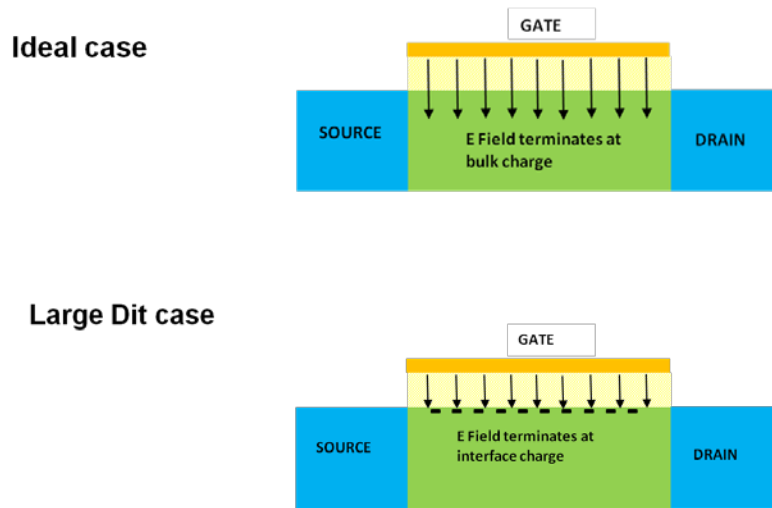 Ideal case
GATE
SOURCE
E Field terminates at
bulk charge
DRAIN
Large Dit case
GATE
SOURCE
E Field terminates at
interface charge
DRAIN